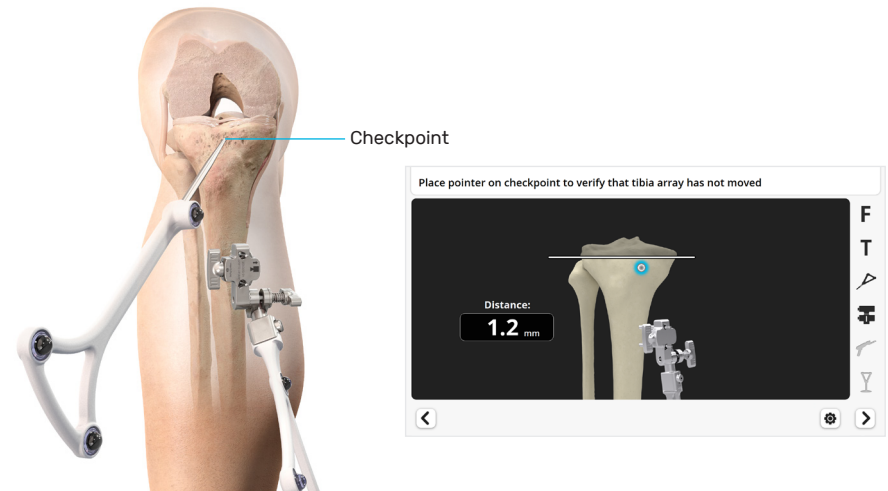 Checkpoint
Place pointer on checkpoint to verify that tibia array has not moved
F
T
Distance:
1.2 mm